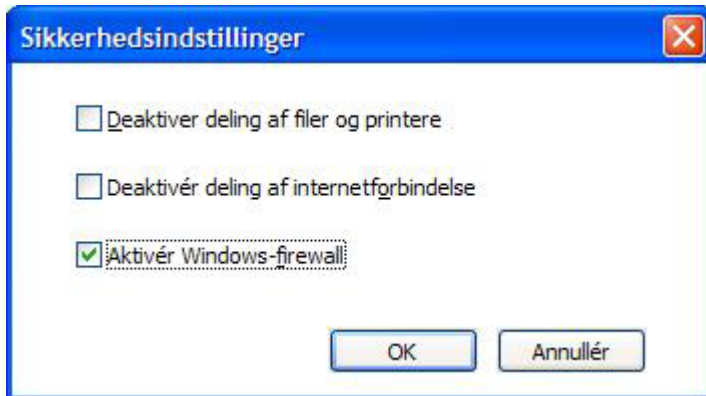 Sikkerhedsindstillinger
Deaktiver deling af filer og printere
Deaktivér deling af internetforbindelse
Aktivér Windows-firewall
OK Annullér